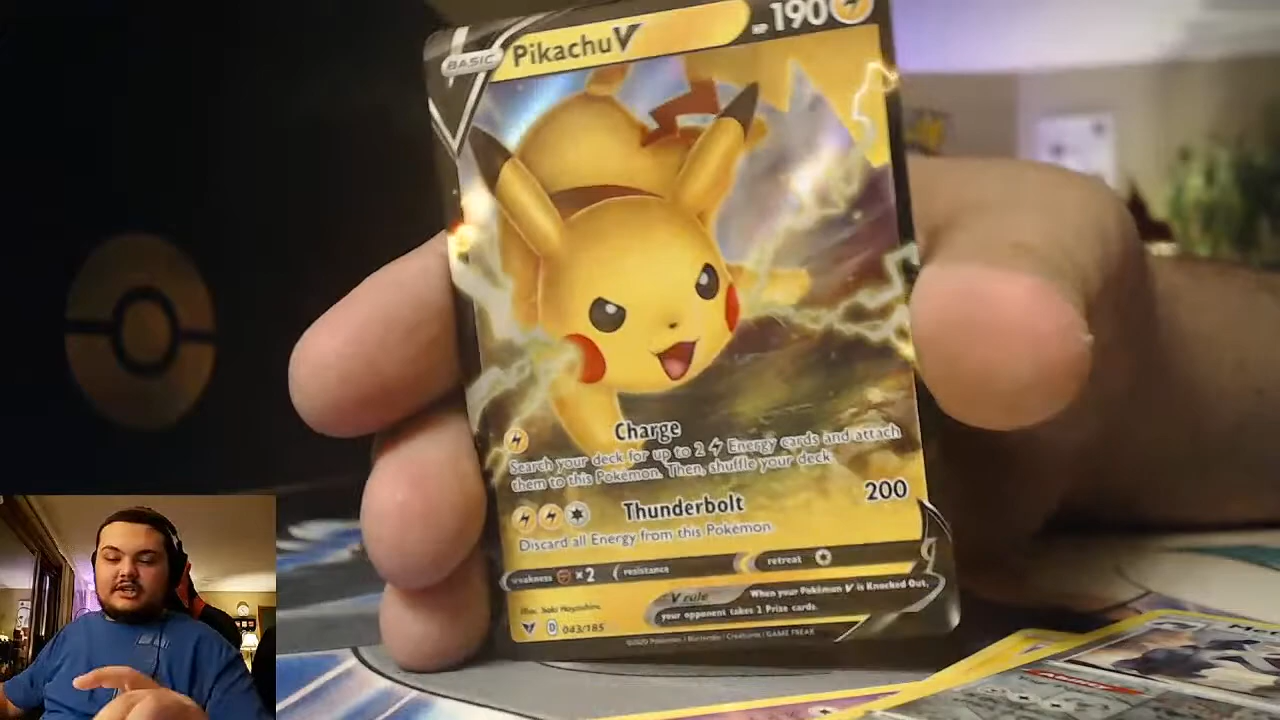 BASIC PikachuV HP 190
Charge
Search your deck for up to 2 Energy cards and attach
them to this Pokémon. Then, shuffle your deck
Thunderbolt 200
Discard all Energy from this Pokémon
weakness ×2 resistance retreat
V rule When your Pokémon V is Knocked Out,
your opponent takes 2 Prize cards.
Illus. Saki Hayashiro
D 043/185
©2020 Pokémon / Nintendo / Creatures / GAME FREAK